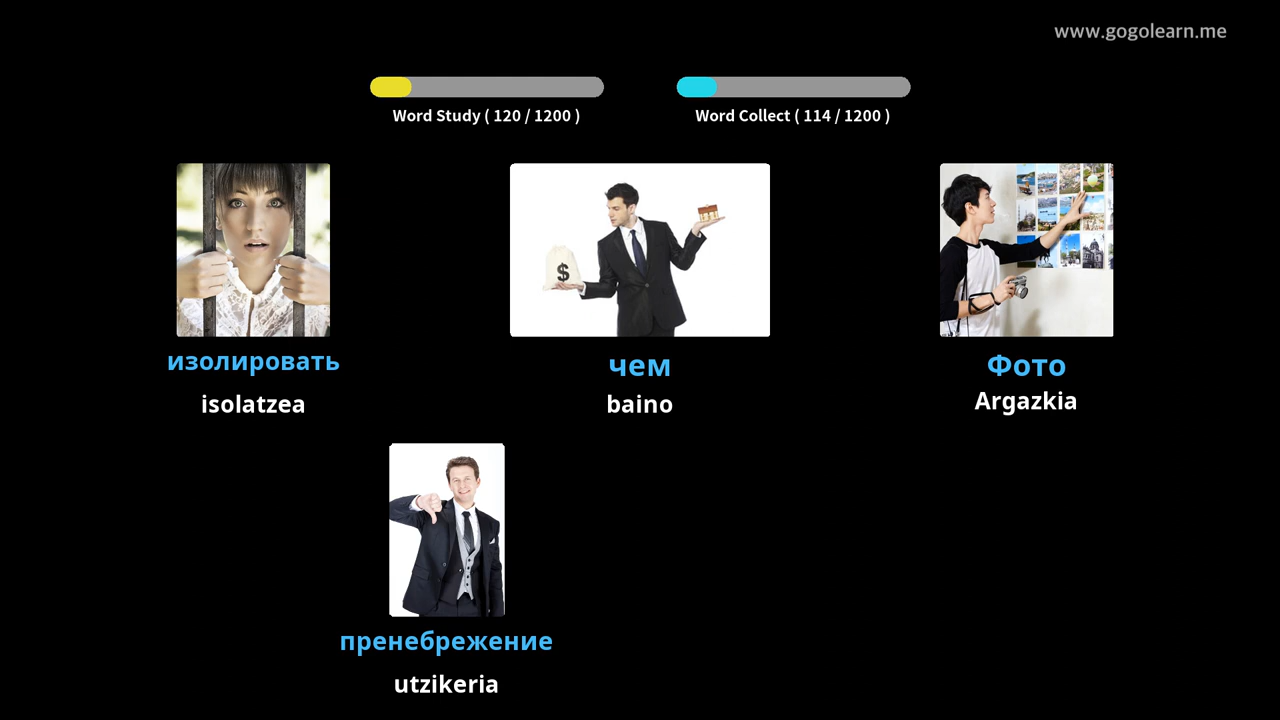 www.gogolearn.me
Word Study ( 120 / 1200 )
Word Collect ( 114 / 1200 )
$
изолировать
isolatzea
чем
baino
Фото
Argazkia
пренебрежение
utzikeria